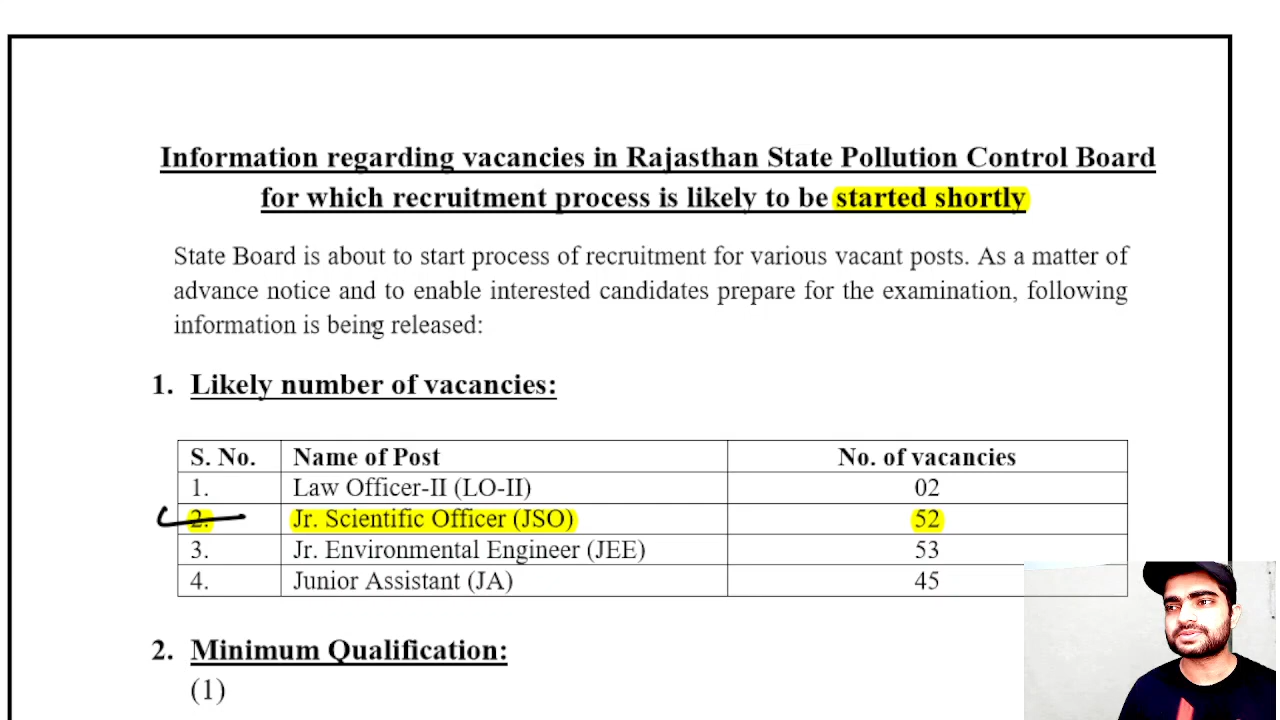 Information regarding vacancies in Rajasthan State Pollution Control Board
for which recruitment process is likely to be started shortly
State Board is about to start process of recruitment for various vacant posts. As a matter of
advance notice and to enable interested candidates prepare for the examination, following
information is being released:
1. Likely number of vacancies:
S. No. Name of Post No. of vacancies
1. Law Officer-II (LO-II) 02
2. Jr. Scientific Officer (JSO) 52
3. Jr. Environmental Engineer (JEE) 53
4. Junior Assistant (JA) 45
2. Minimum Qualification:
(1)